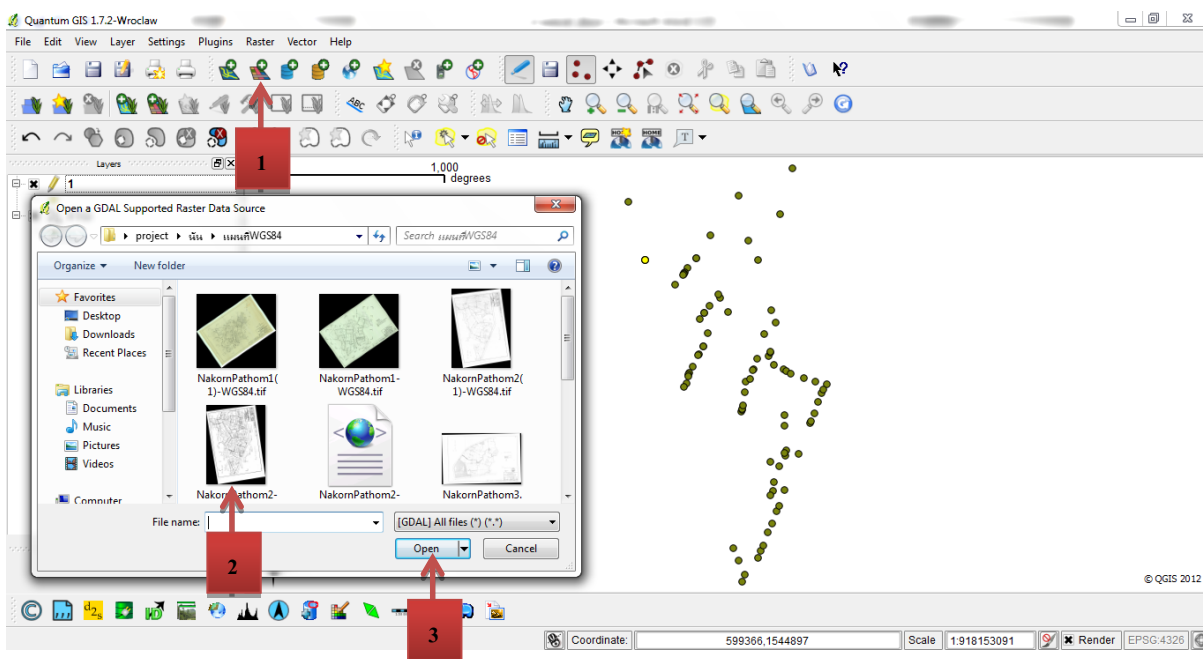 Quantum GIS 1.7.2-Wroclaw
File Edit View Layer Settings Plugins Raster Vector Help
ABC
HOME
T
Layers
1
1,000
degrees
1
Open a GDAL Supported Raster Data Source
project นัน แผนที่WGS84
Search แผนที่WGS84
Organize New folder
Favorites
Desktop
Downloads
Recent Places
Libraries
Documents
Music
Pictures
Videos
Computer
NakornPathom1(
1)-WGS84.tif
NakornPathom1-
WGS84.tif
NakornPathom2(
1)-WGS84.tif
NakornPathom2-
NakornPathom2-
NakornPathom3.
File name:
[GDAL] All files (*) (*.*)
Open
Cancel
2
© QGIS 2012
d2s
3
Coordinate:
599366,1544897
Scale
1:918153091
Render
EPSG:4326